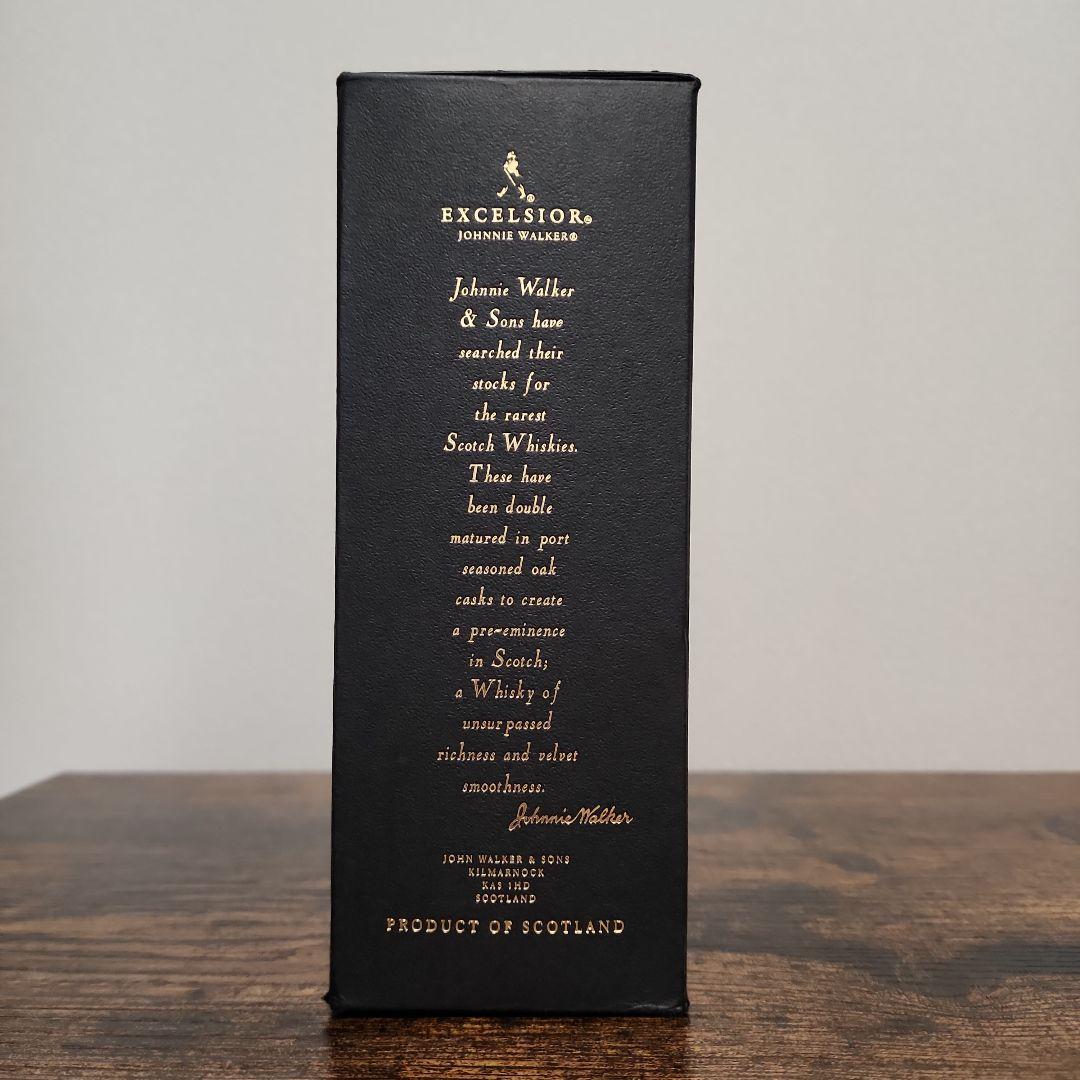 EXCELSIOR®
JOHNNIE WALKER®
Johnnie Walker
& Sons have
searched their
stocks for
the rarest
Scotch Whiskies.
These have
been double
matured in port
seasoned oak
casks to create
a pre-eminence
in Scotch;
a Whisky of
unsurpassed
richness and velvet
smoothness.
Johnnie Walker
JOHN WALKER & SONS
KILMARNOCK
KA3 1HD
SCOTLAND
PRODUCT OF SCOTLAND